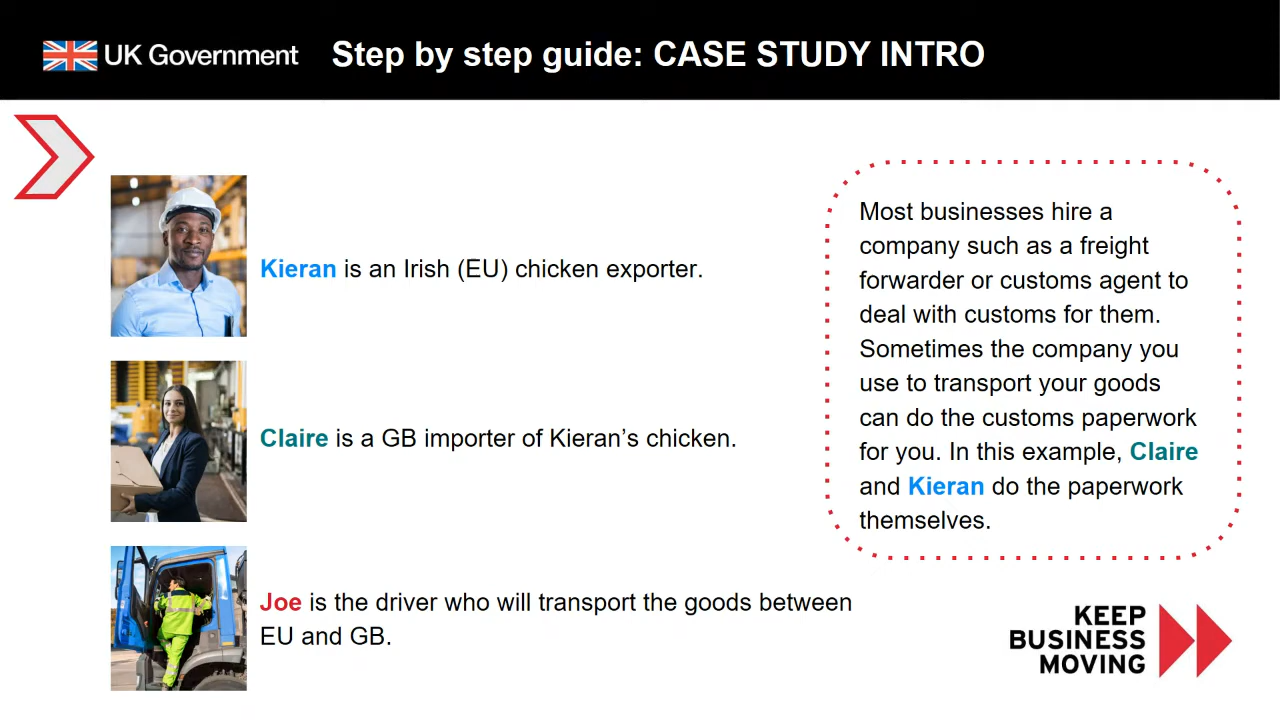 UK Government
Step by step guide: CASE STUDY INTRO
Kieran is an Irish (EU) chicken exporter.
Claire is a GB importer of Kieran’s chicken.
Joe is the driver who will transport the goods between
EU and GB.
Most businesses hire a
company such as a freight
forwarder or customs agent to
deal with customs for them.
Sometimes the company you
use to transport your goods
can do the customs paperwork
for you. In this example, Claire
and Kieran do the paperwork
themselves.
KEEP
BUSINESS
MOVING